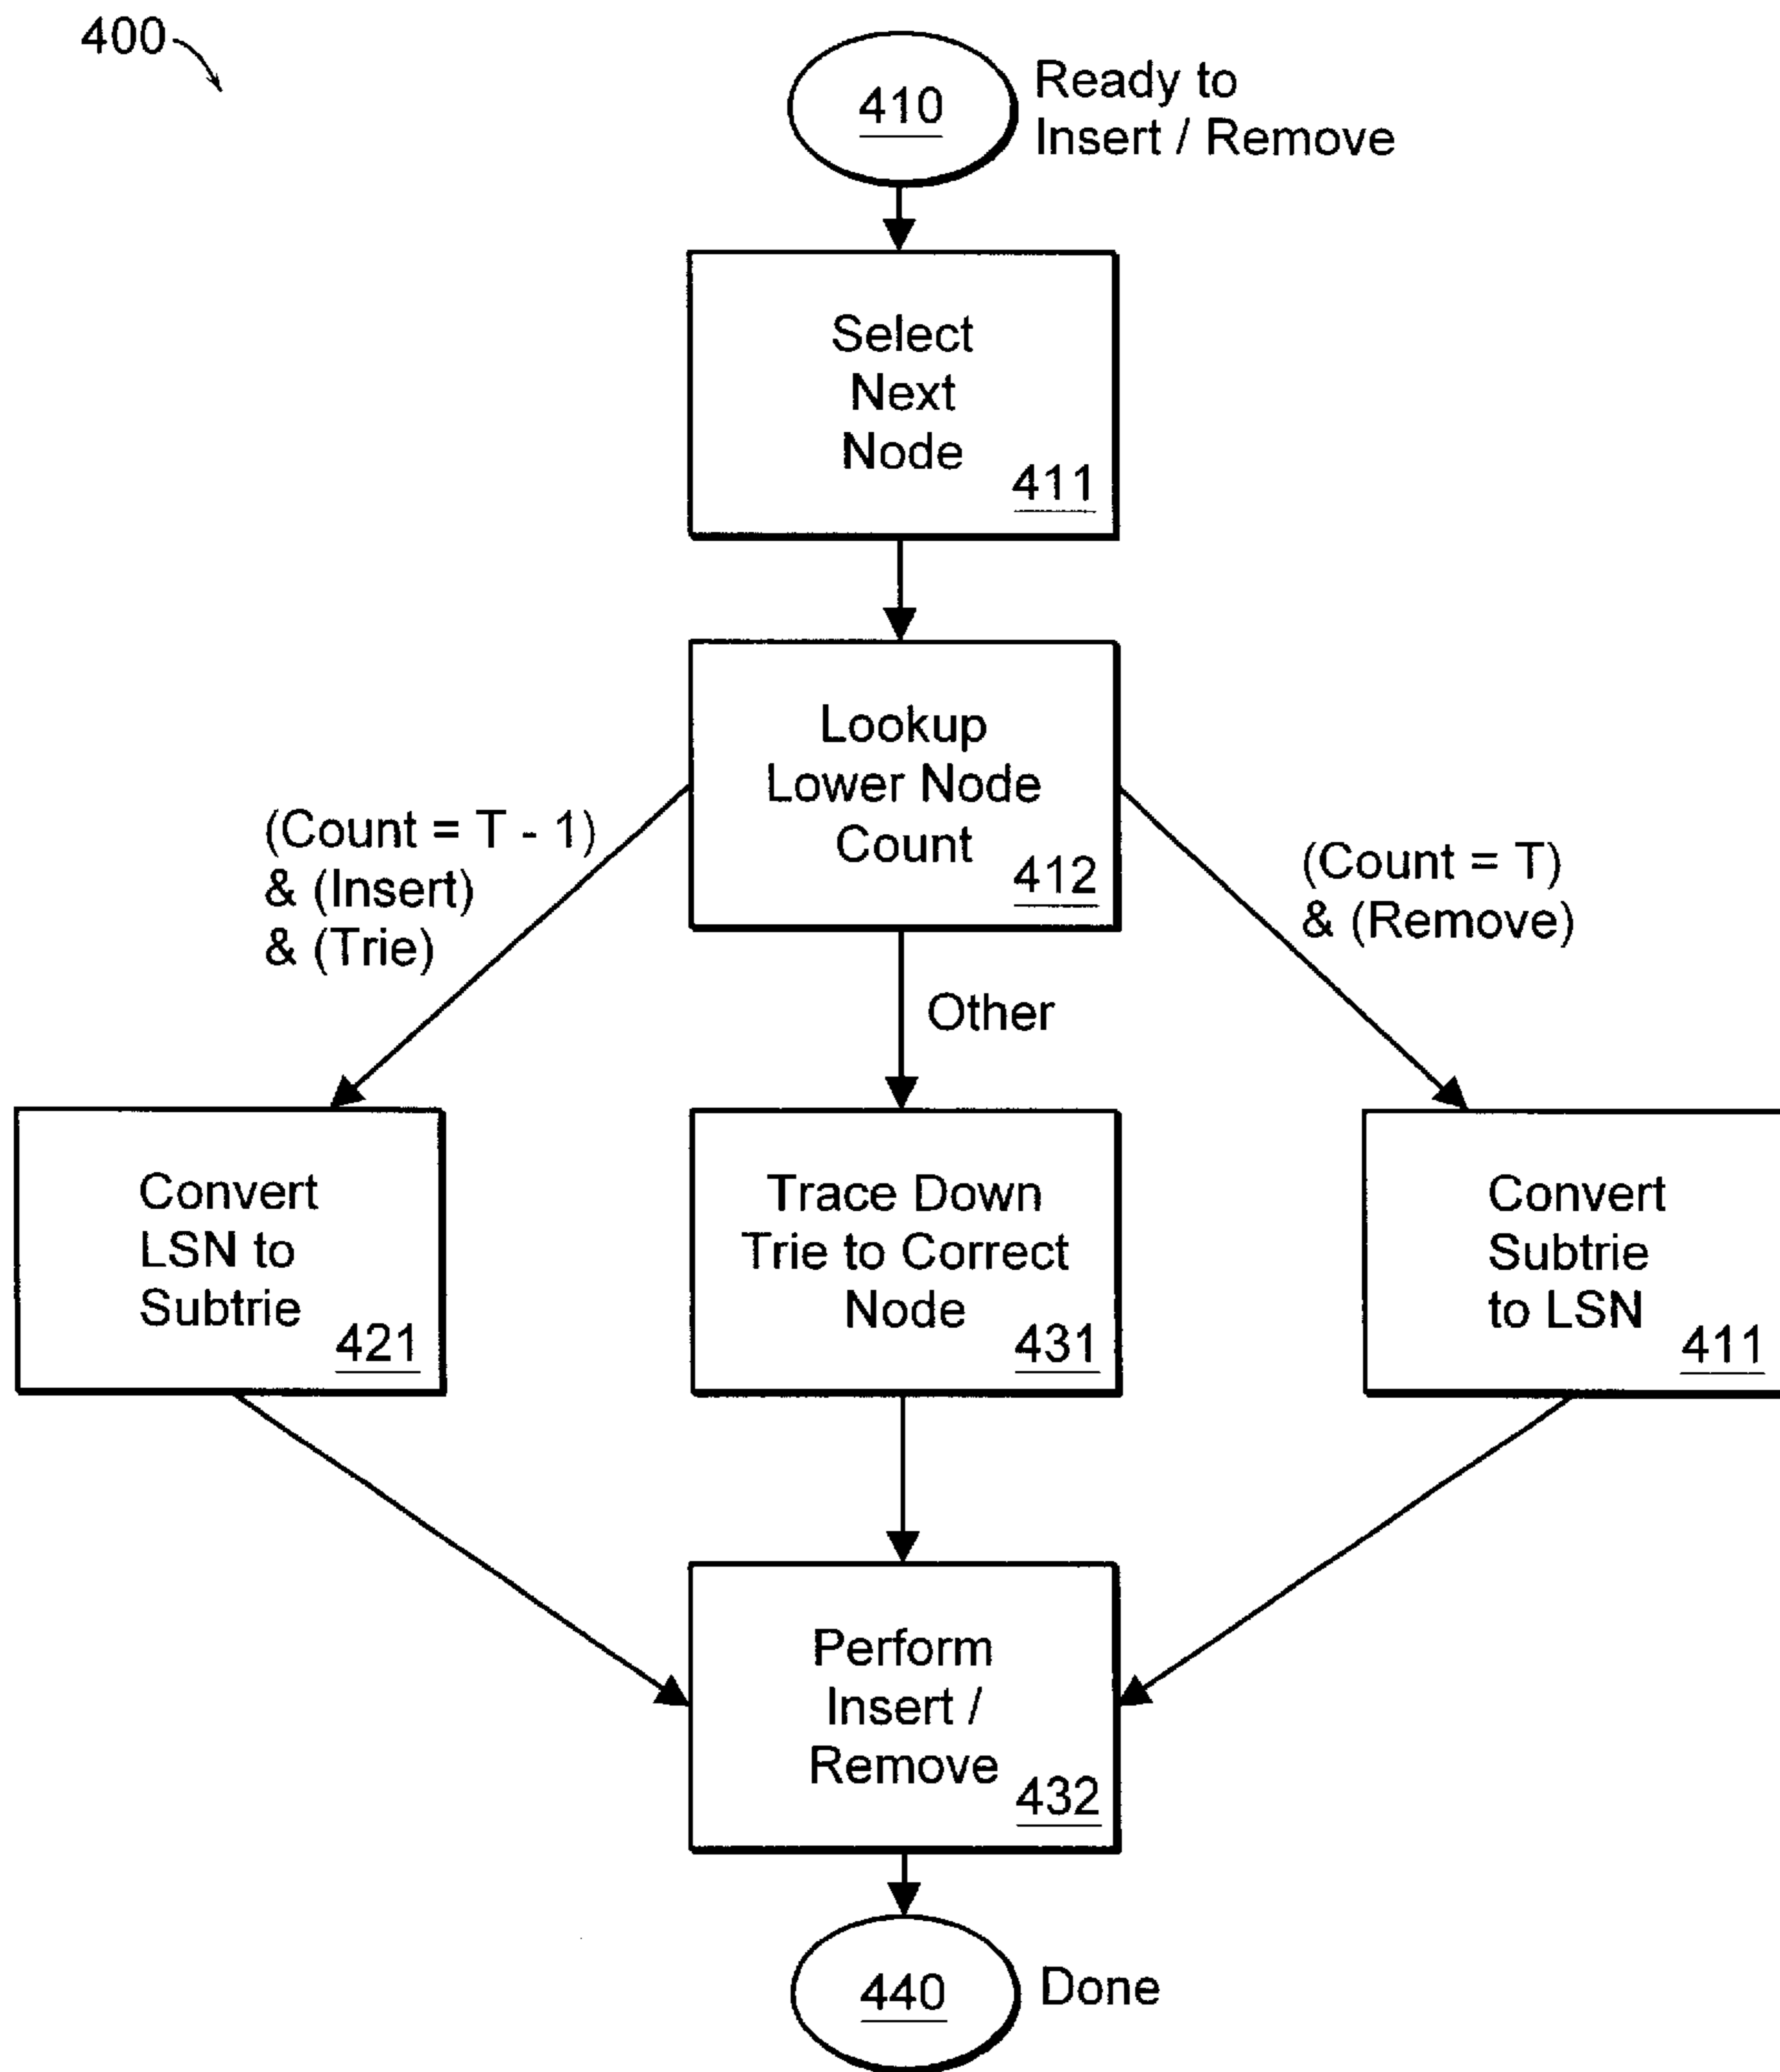 400
410
Ready to
Insert / Remove
Select
Next
Node
411
Lookup
Lower Node
Count
412
(Count = T - 1)
& (Insert)
& (Trie)
Other
(Count = T)
& (Remove)
Convert
LSN to
Subtrie
421
Trace Down
Trie to Correct
Node
431
Convert
Subtrie
to LSN
411
Perform
Insert /
Remove
432
440
Done